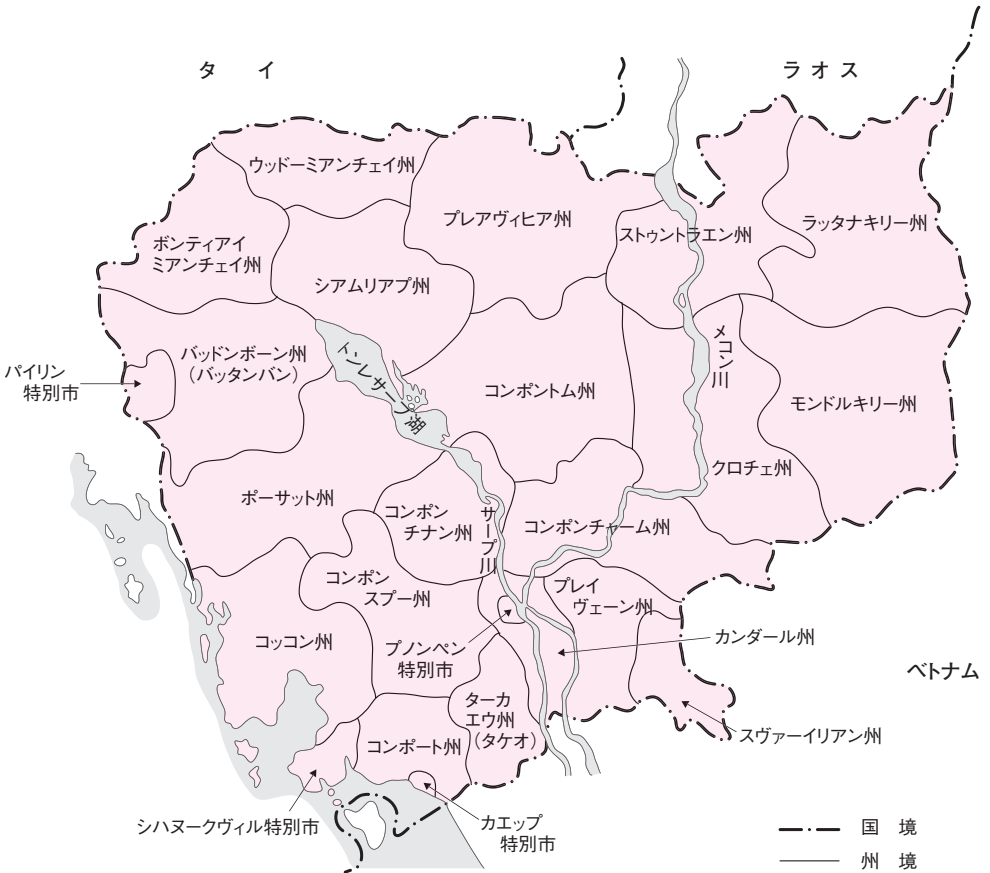 タイ
ラオス
ウッドーミアンチェイ州
プレアヴィヒア州
ストゥントラエン州
ラッタナキリー州
ボンティアイ
ミアンチェイ州
シアムリアプ州
バッドンボーン州
（バッタンバン）
パイリン
特別市
トンレサープ湖
メコン川
コンポントム州
モンドルキリー州
クロチェ州
ポーサット州
コンポン
チナン州
サープ川
コンポンチャーム州
コンポン
スプー州
プレイ
ヴェーン州
カンダール州
コッコン州
プノンペン
特別市
ベトナム
ターカ
エウ州
（タケオ）
コンポート州
スヴァーイリアン州
シハヌークヴィル特別市
カエップ
特別市
国境
州境